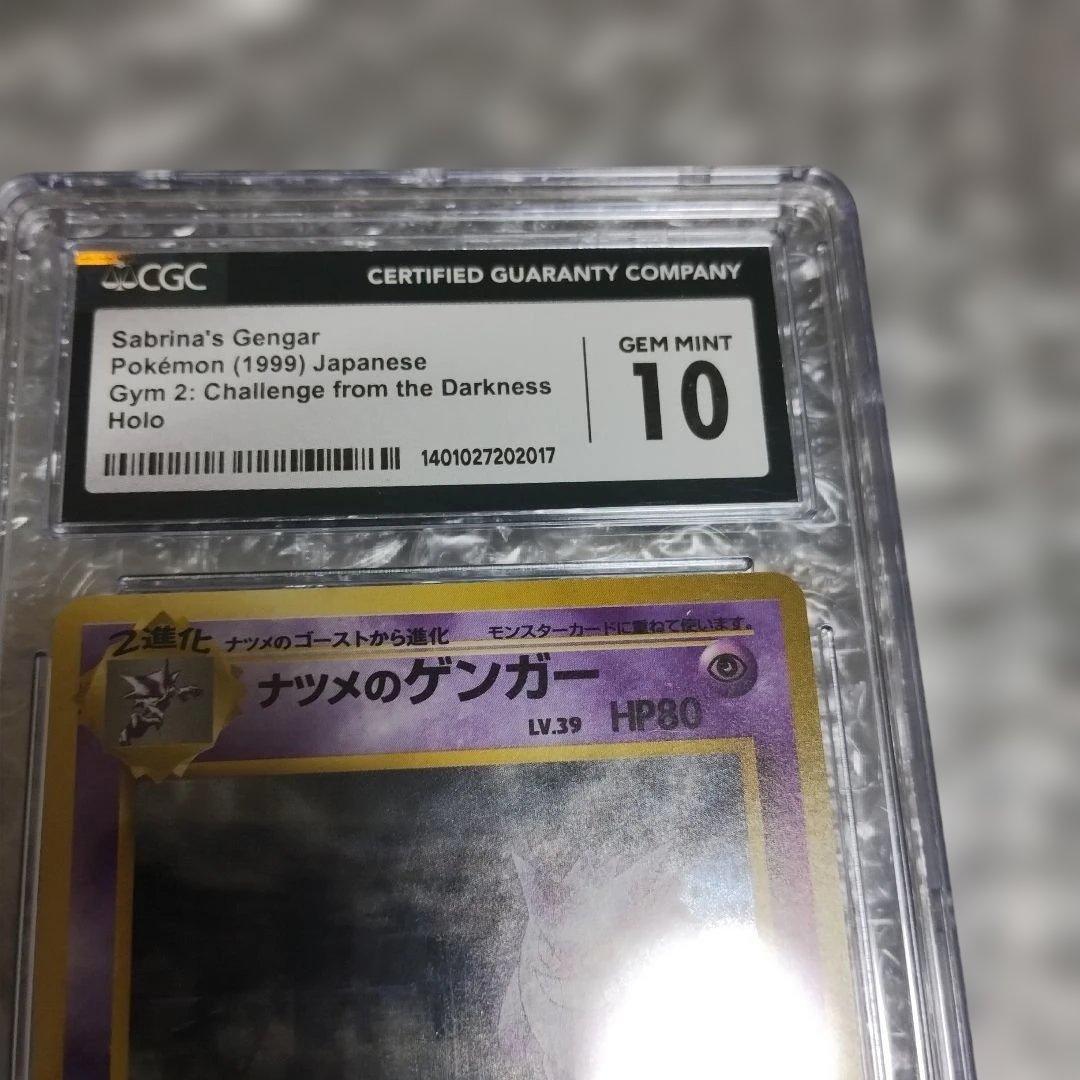 CGC CERTIFIED GUARANTY COMPANY
Sabrina's Gengar
Pokémon (1999) Japanese
Gym 2: Challenge from the Darkness
Holo
GEM MINT
10
1401027202017
2進化 ナツメのゴーストから進化 モンスターカードに重ねて使います。
ナツメのゲンガー
LV.39 HP80